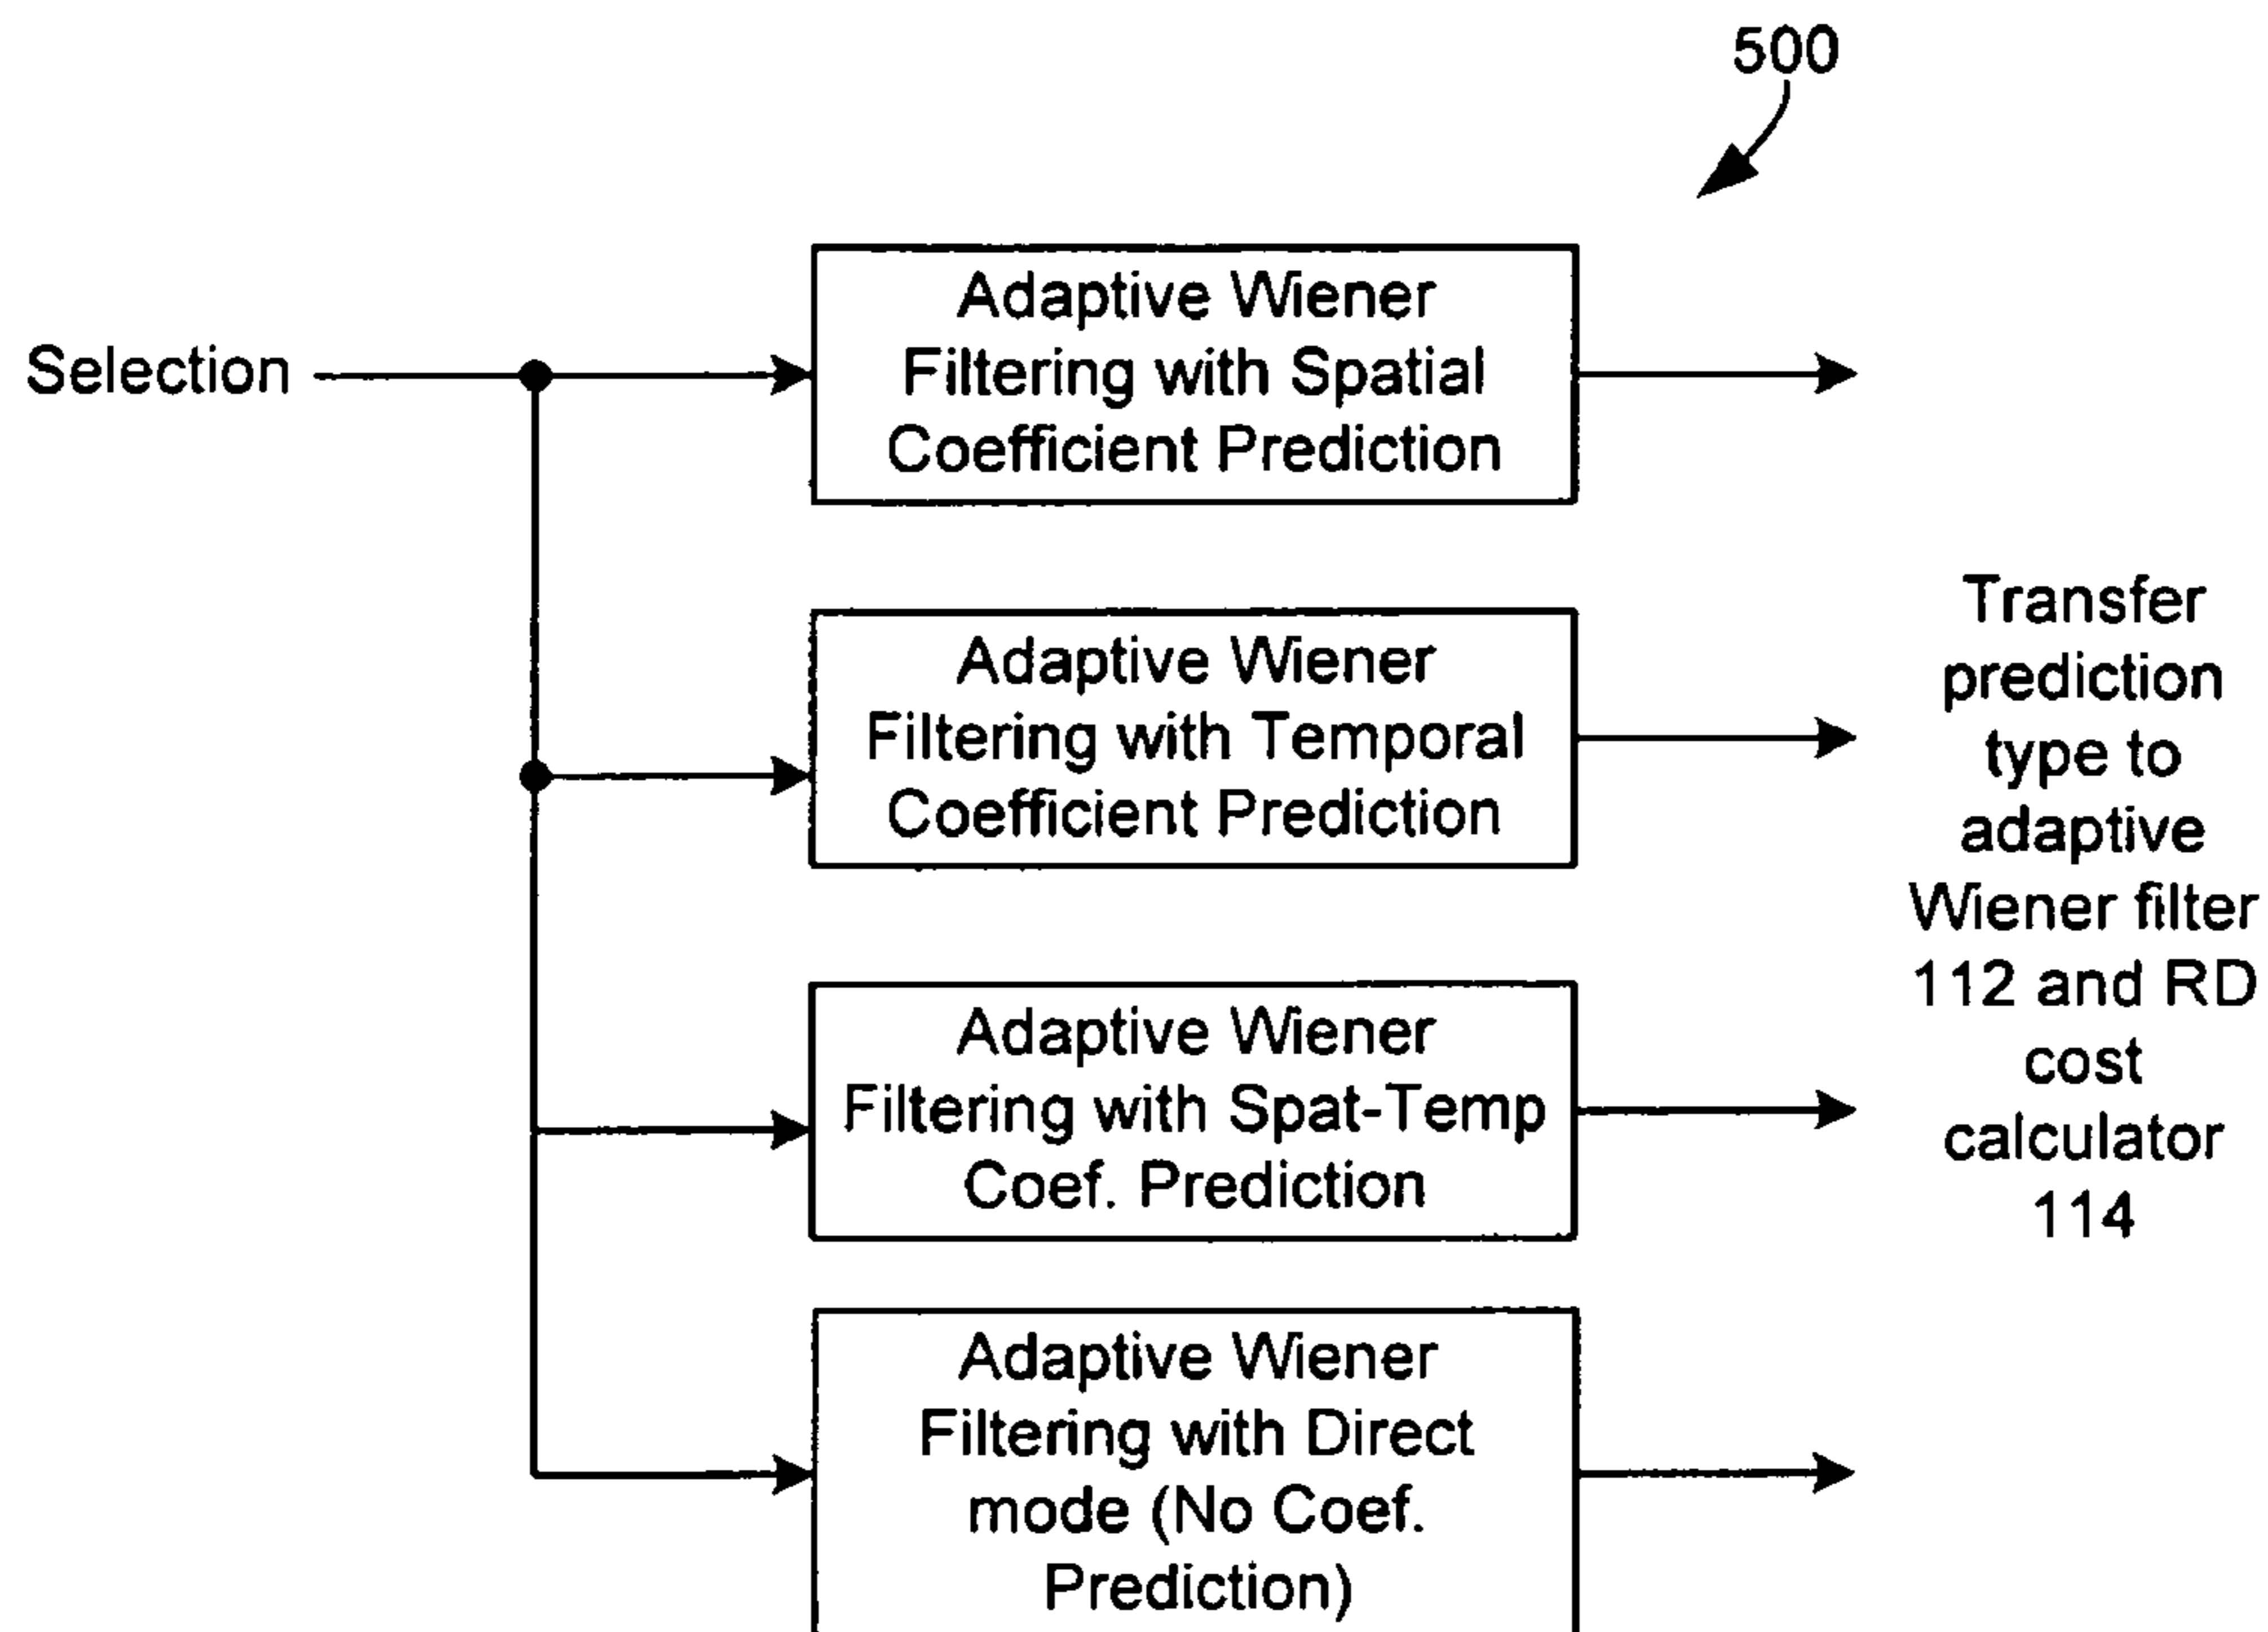 500
Selection
Adaptive Wiener
Filtering with Spatial
Coefficient Prediction
Adaptive Wiener
Filtering with Temporal
Coefficient Prediction
Adaptive Wiener
Filtering with Spat-Temp
Coef. Prediction
Adaptive Wiener
Filtering with Direct
mode (No Coef.
Prediction)
Transfer
prediction
type to
adaptive
Wiener filter
112 and RD
cost
calculator
114